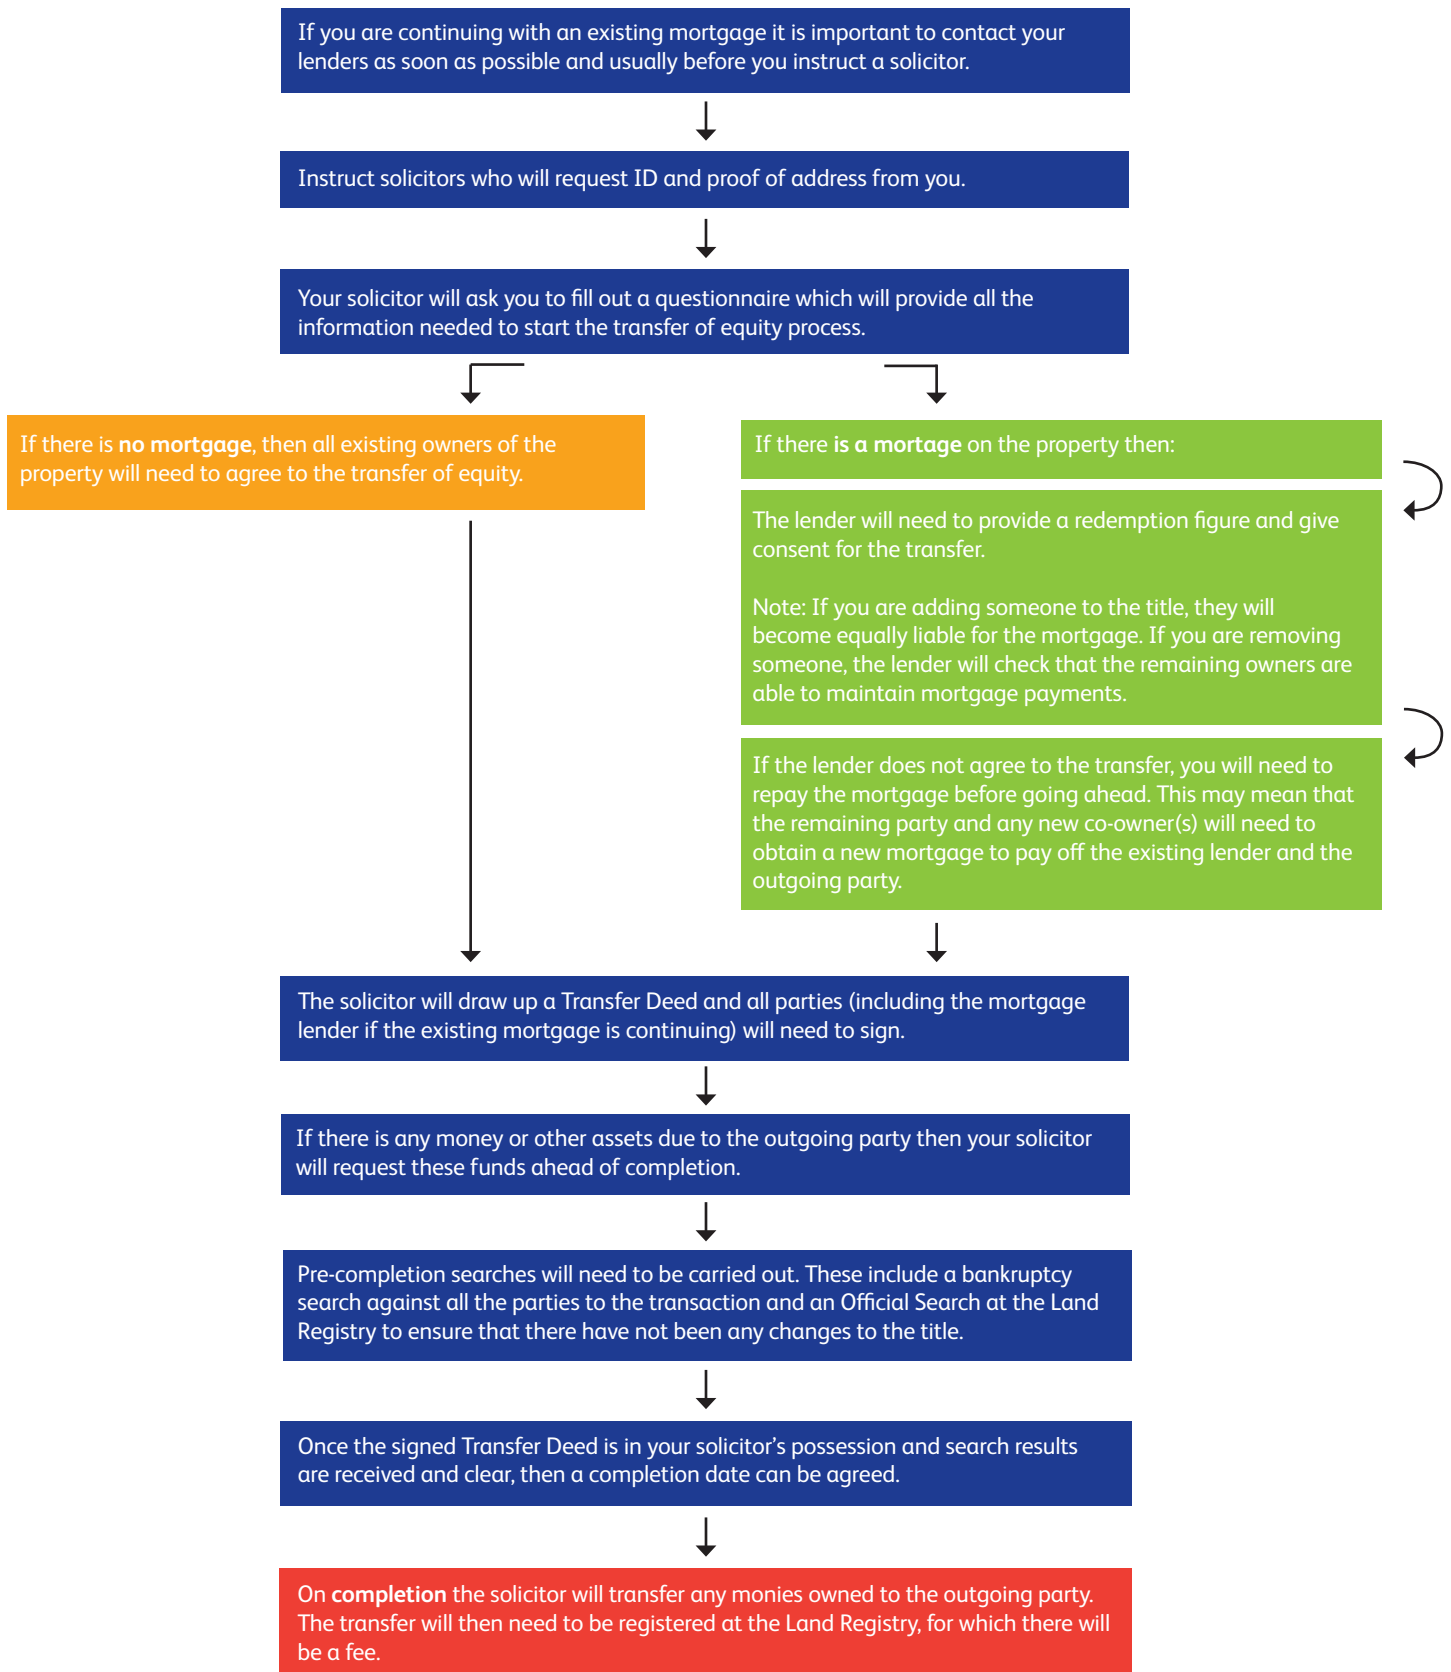 If you are continuing with an existing mortgage it is important to contact your
lenders as soon as possible and usually before you instruct a solicitor.
Instruct solicitors who will request ID and proof of address from you.
Your solicitor will ask you to fill out a questionnaire which will provide all the
information needed to start the transfer of equity process.
If there is no mortgage, then all existing owners of the
property will need to agree to the transfer of equity.
If there is a mortage on the property then:
The lender will need to provide a redemption figure and give
consent for the transfer.
Note: If you are adding someone to the title, they will
become equally liable for the mortgage. If you are removing
someone, the lender will check that the remaining owners are
able to maintain mortgage payments.
If the lender does not agree to the transfer, you will need to
repay the mortgage before going ahead. This may mean that
the remaining party and any new co-owner(s) will need to
obtain a new mortgage to pay off the existing lender and the
outgoing party.
The solicitor will draw up a Transfer Deed and all parties (including the mortgage
lender if the existing mortgage is continuing) will need to sign.
If there is any money or other assets due to the outgoing party then your solicitor
will request these funds ahead of completion.
Pre-completion searches will need to be carried out. These include a bankruptcy
search against all the parties to the transaction and an Official Search at the Land
Registry to ensure that there have not been any changes to the title.
Once the signed Transfer Deed is in your solicitor’s possession and search results
are received and clear, then a completion date can be agreed.
On completion the solicitor will transfer any monies owned to the outgoing party.
The transfer will then need to be registered at the Land Registry, for which there will
be a fee.